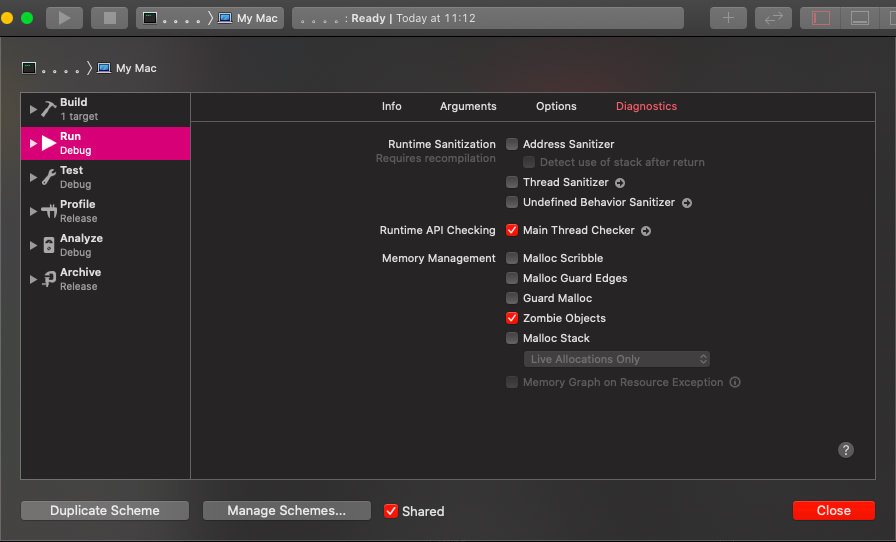 。。。。 〉 My Mac
。。。。: Ready | Today at 11:12
。。。。 〉 My Mac
Build
1 target
Run
Debug
Test
Debug
Profile
Release
Analyze
Debug
Archive
Release
Info Arguments Options Diagnostics
Runtime Sanitization Address Sanitizer
Requires recompilation Detect use of stack after return
Thread Sanitizer
Undefined Behavior Sanitizer
Runtime API Checking Main Thread Checker
Memory Management Malloc Scribble
Malloc Guard Edges
Guard Malloc
Zombie Objects
Malloc Stack
Live Allocations Only
Memory Graph on Resource Exception
?
Duplicate Scheme Manage Schemes... Shared Close